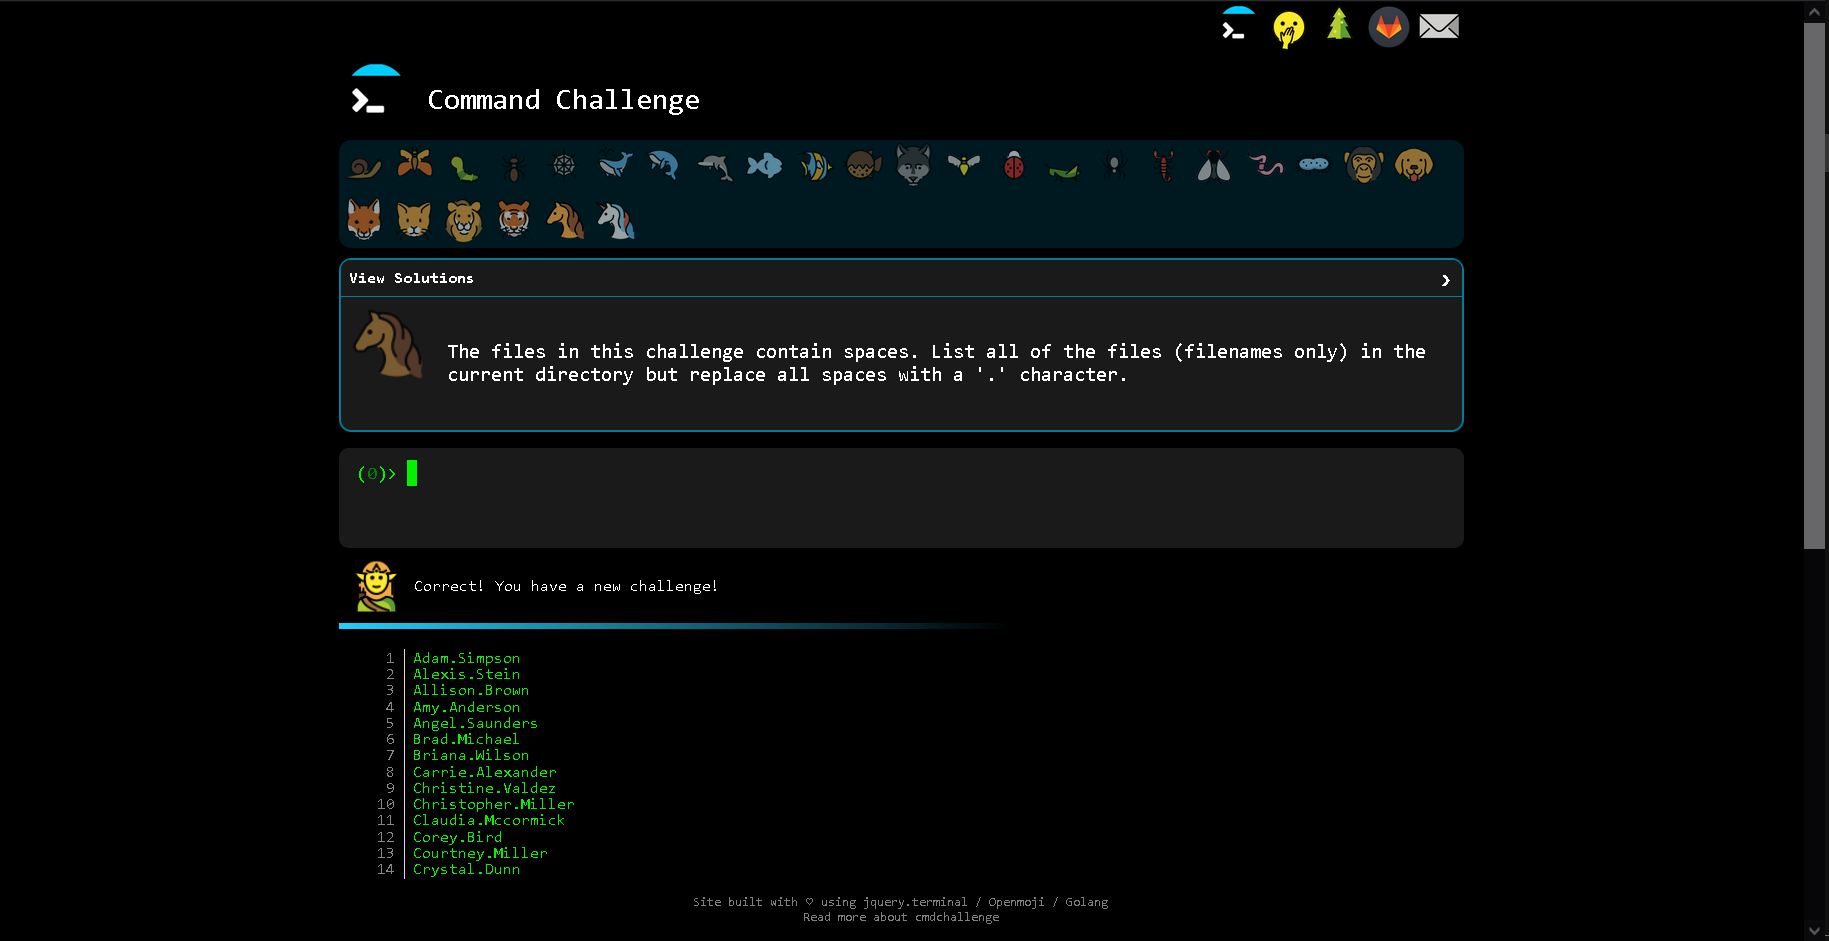 Command Challenge
View Solutions
The files in this challenge contain spaces. List all of the files (filenames only) in the
current directory but replace all spaces with a '.' character.
(0)>
Correct! You have a new challenge!
1 Adam.Simpson
2 Alexis.Stein
3 Allison.Brown
4 Amy.Anderson
5 Angel.Saunders
6 Brad.Michael
7 Briana.Wilson
8 Carrie.Alexander
9 Christine.Valdez
10 Christopher.Miller
11 Claudia.Mccormick
12 Corey.Bird
13 Courtney.Miller
14 Crystal.Dunn
Site built with ♡ using jquery.terminal / Openmoji / Golang
Read more about cmdchallenge